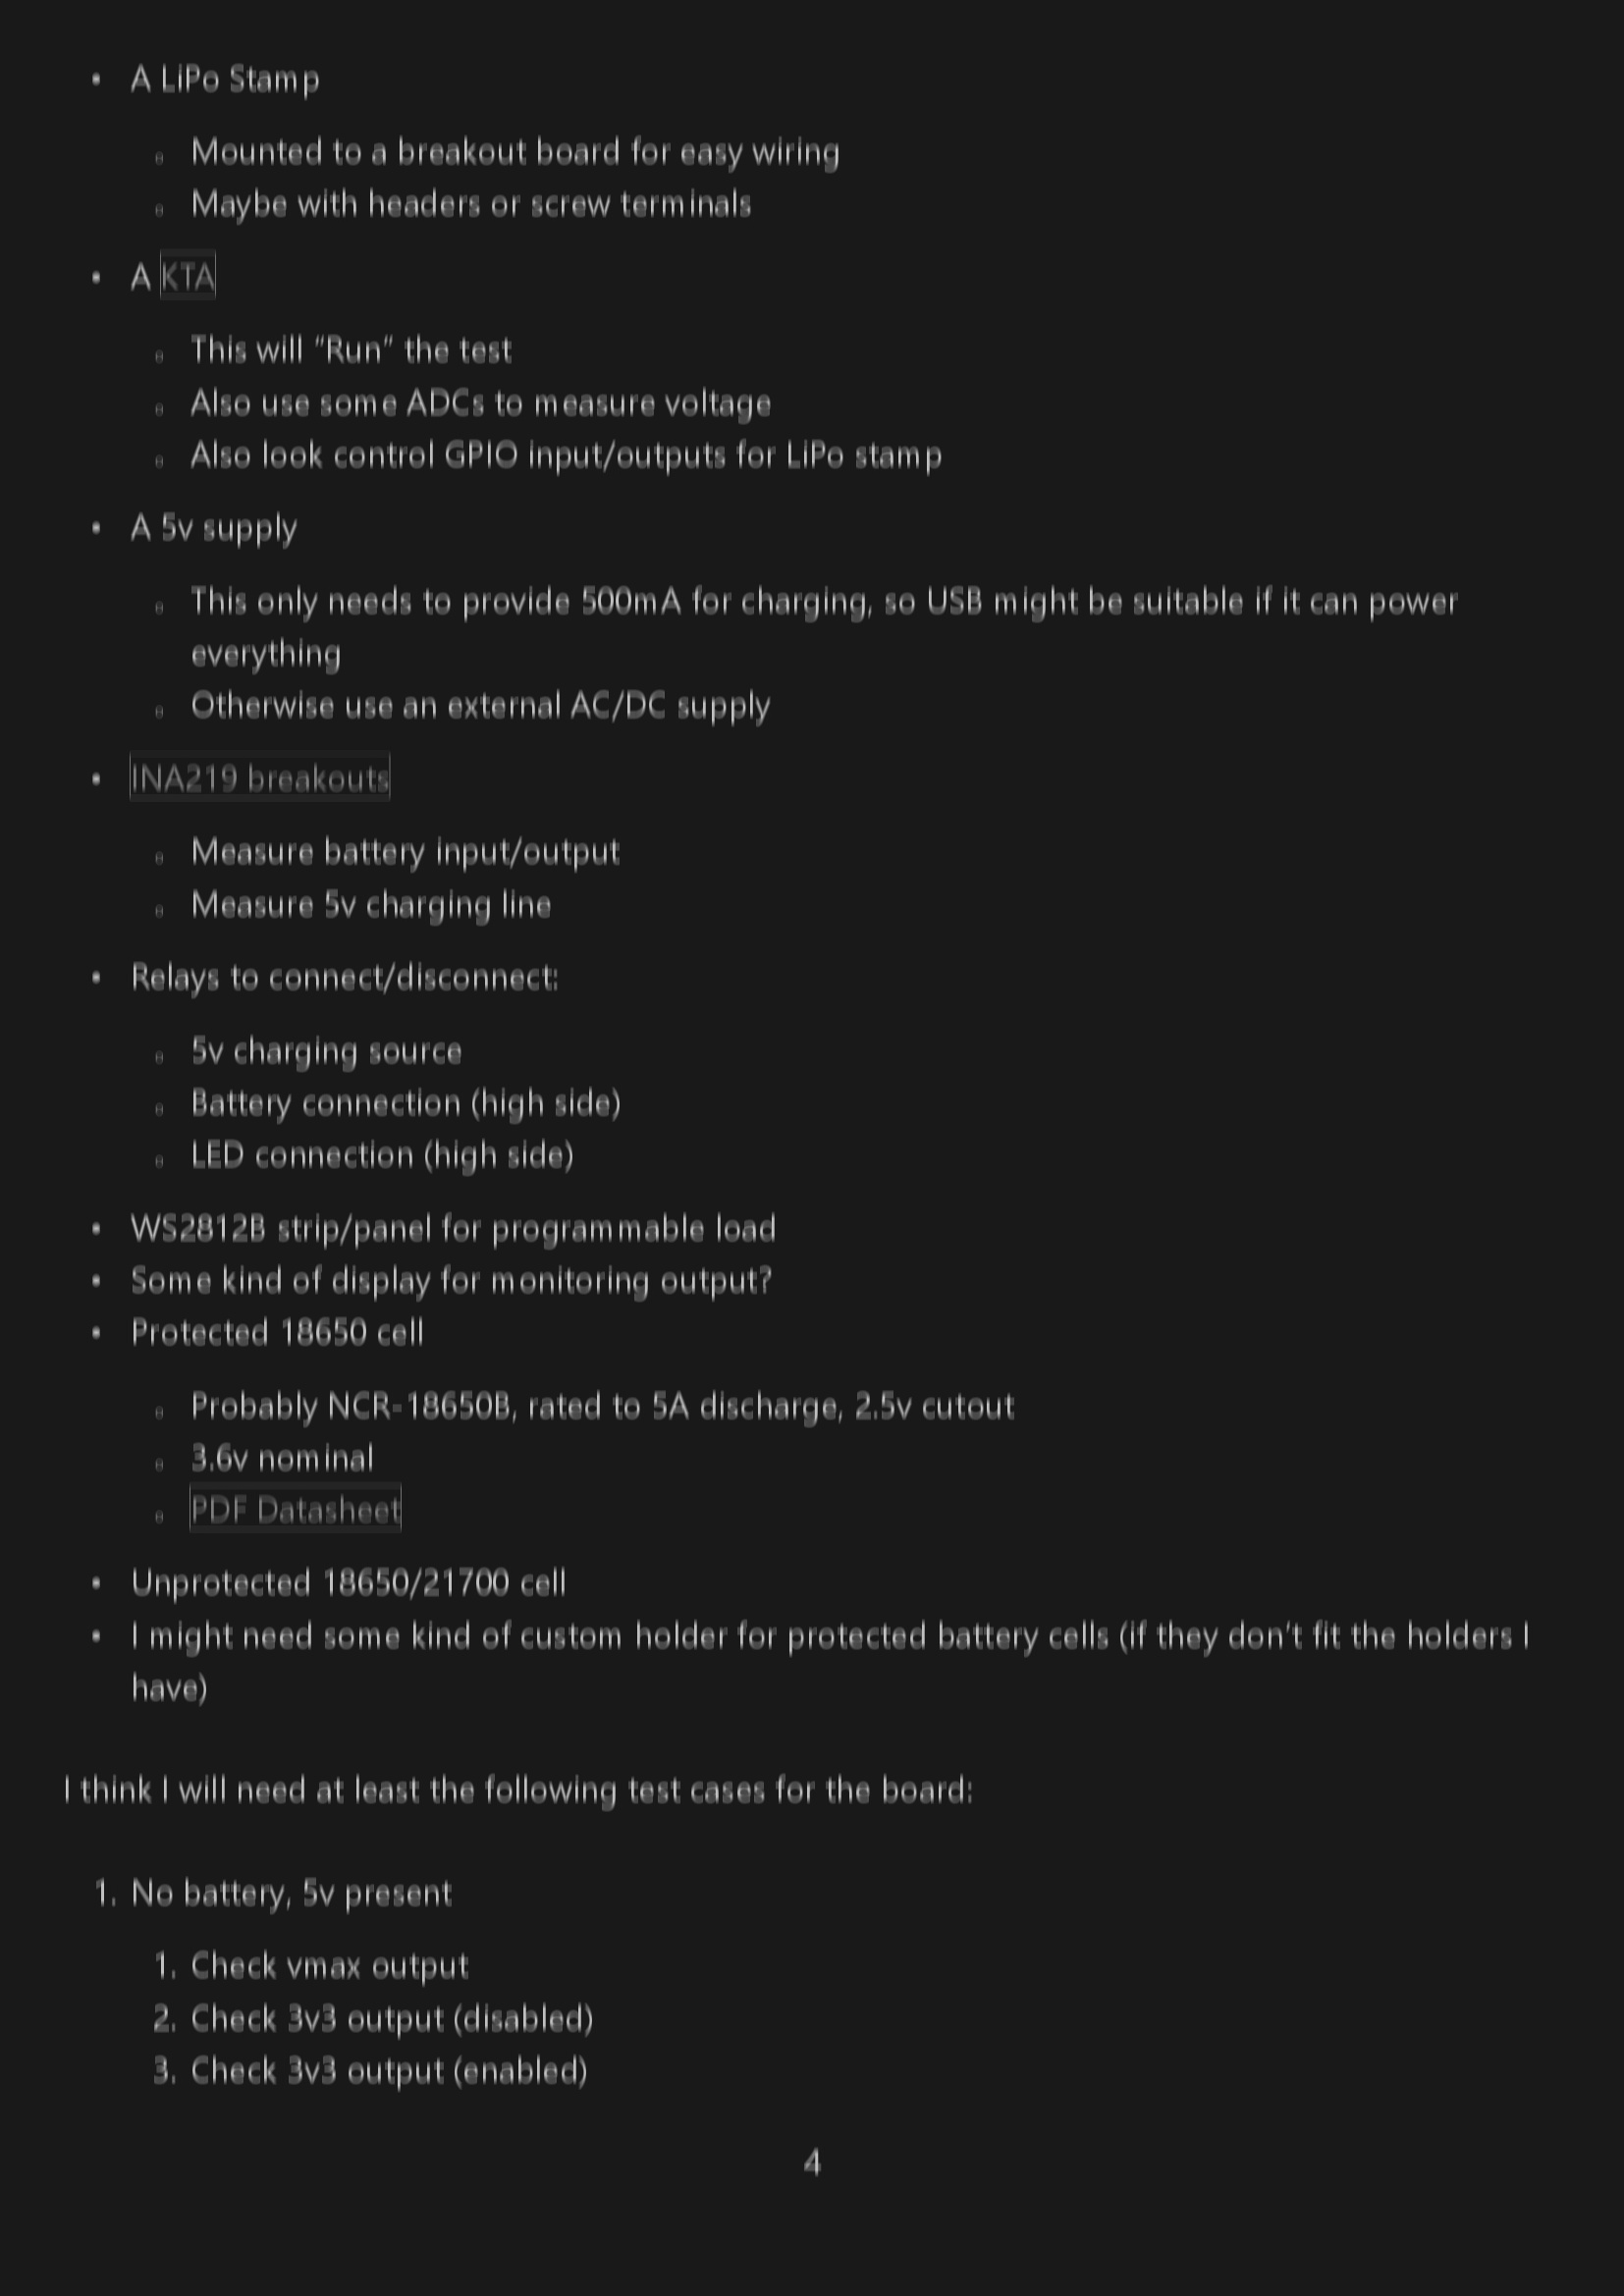 • A LiPo Stamp
o Mounted to a breakout board for easy wiring
o Maybe with headers or screw terminals
• A KTA
o This will “Run” the test
o Also use some ADCs to measure voltage
o Also look control GPIO input/outputs for LiPo stamp
• A 5v supply
o This only needs to provide 500mA for charging, so USB might be suitable if it can power
everything
o Otherwise use an external AC/DC supply
• INA219 breakouts
o Measure battery input/output
o Measure 5v charging line
• Relays to connect/disconnect:
o 5v charging source
o Battery connection (high side)
o LED connection (high side)
• WS2812B strip/panel for programmable load
• Some kind of display for monitoring output?
• Protected 18650 cell
o Probably NCR-18650B, rated to 5A discharge, 2.5v cutout
o 3.6v nominal
o PDF Datasheet
• Unprotected 18650/21700 cell
• I might need some kind of custom holder for protected battery cells (if they don’t fit the holders I
have)
I think I will need at least the following test cases for the board:
1. No battery, 5v present
1. Check vmax output
2. Check 3v3 output (disabled)
3. Check 3v3 output (enabled)
4